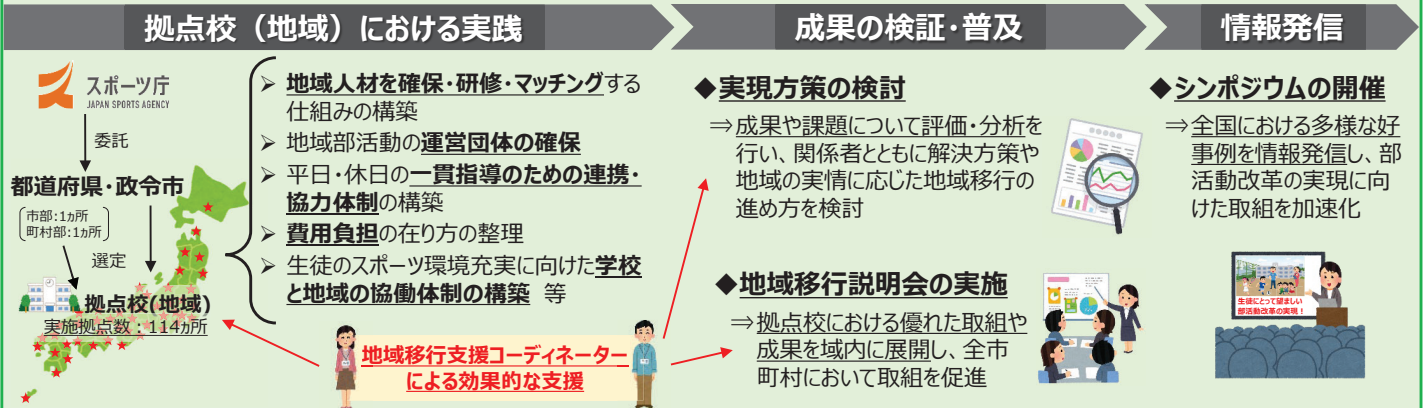 拠点校（地域）における実践
成果の検証・普及
情報発信
スポーツ庁
JAPAN SPORTS AGENCY
委託
都道府県・政令市
市部：1ヵ所
町村部：1ヵ所
選定
拠点校(地域)
実施拠点数：114ヵ所
➢ 地域人材を確保・研修・マッチングする
仕組みの構築
➢ 地域部活動の運営団体の確保
➢ 平日・休日の一貫指導のための連携・
協力体制の構築
➢ 費用負担の在り方の整理
➢ 生徒のスポーツ環境充実に向けた学校
と地域の協働体制の構築　等
地域移行支援コーディネーター
による効果的な支援
◆実現方策の検討
⇒成果や課題について評価・分析を
行い、関係者とともに解決方策や
地域の実情に応じた地域移行の
進め方を検討
◆地域移行説明会の実施
⇒拠点校における優れた取組や
成果を域内に展開し、全市
町村において取組を促進
◆シンポジウムの開催
⇒全国における多様な好
事例を情報発信し、部
活動改革の実現に向
けた取組を加速化
生徒にとって望ましい
部活動改革の実現！